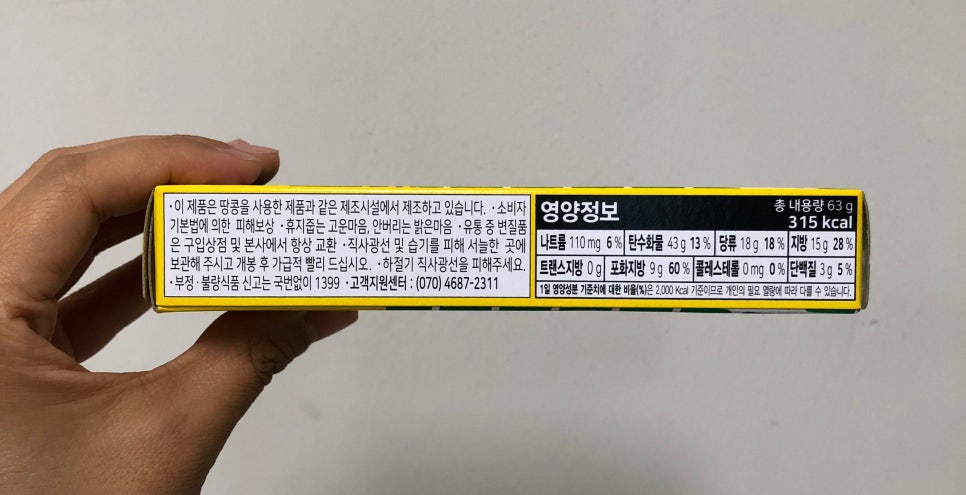 ·이 제품은 땅콩을 사용한 제품과 같은 제조시설에서 제조하고 있습니다. ·소비자
기본법에 의한 피해보상 ·휴지줍는 고운마음, 안버리는 밝은마음 ·유통 중 변질품
은 구입상점 및 본사에서 항상 교환 ·직사광선 및 습기를 피해 서늘한 곳에
보관해 주시고 개봉 후 가급적 빨리 드십시오. ·하절기 직사광선을 피해주세요.
·부정·불량식품 신고는 국번없이 1399 ·고객지원센터 : (070) 4687-2311
영양정보
총 내용량 63 g
315 kcal
나트륨 110 mg 6 % 탄수화물 43 g 13 % 당류 18 g 18 % 지방 15 g 28 %
트랜스지방 0 g 포화지방 9 g 60 % 콜레스테롤 0 mg 0 % 단백질 3 g 5 %
1일 영양성분 기준치에 대한 비율(%)은 2,000 Kcal 기준이므로 개인의 필요 열량에 따라 다를 수 있습니다.